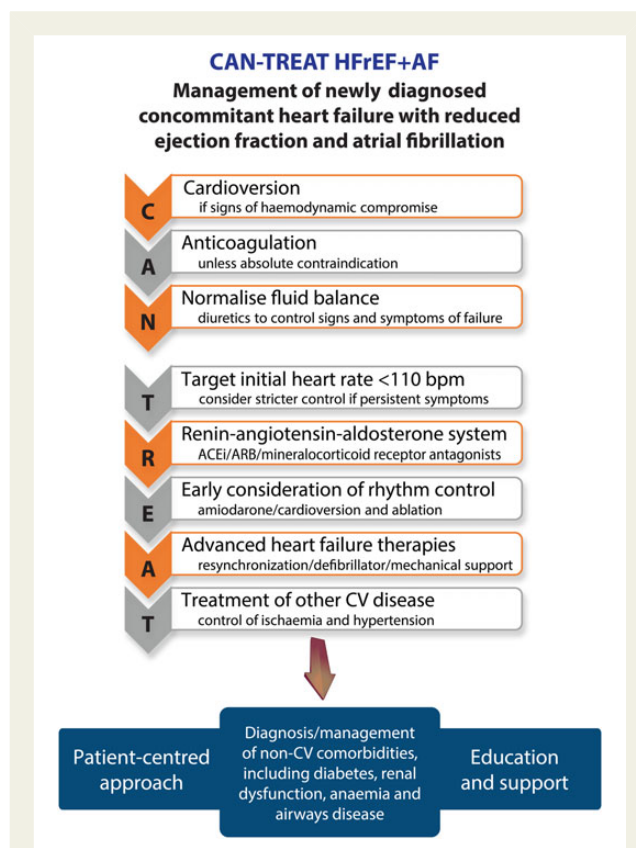 CAN-TREAT HFrEF+AF
Management of newly diagnosed
concommitant heart failure with reduced
ejection fraction and atrial fibrillation
C
Cardioversion
if signs of haemodynamic compromise
A
Anticoagulation
unless absolute contraindication
N
Normalise fluid balance
diuretics to control signs and symptoms of failure
T
Target initial heart rate <110 bpm
consider stricter control if persistent symptoms
R
Renin-angiotensin-aldosterone system
ACEi/ARB/mineralocorticoid receptor antagonists
E
Early consideration of rhythm control
amiodarone/cardioversion and ablation
A
Advanced heart failure therapies
resynchronization/defibrillator/mechanical support
T
Treatment of other CV disease
control of ischaemia and hypertension
Patient-centred
approach
Diagnosis/management
of non-CV comorbidities,
including diabetes, renal
dysfunction, anaemia and
airways disease
Education
and support